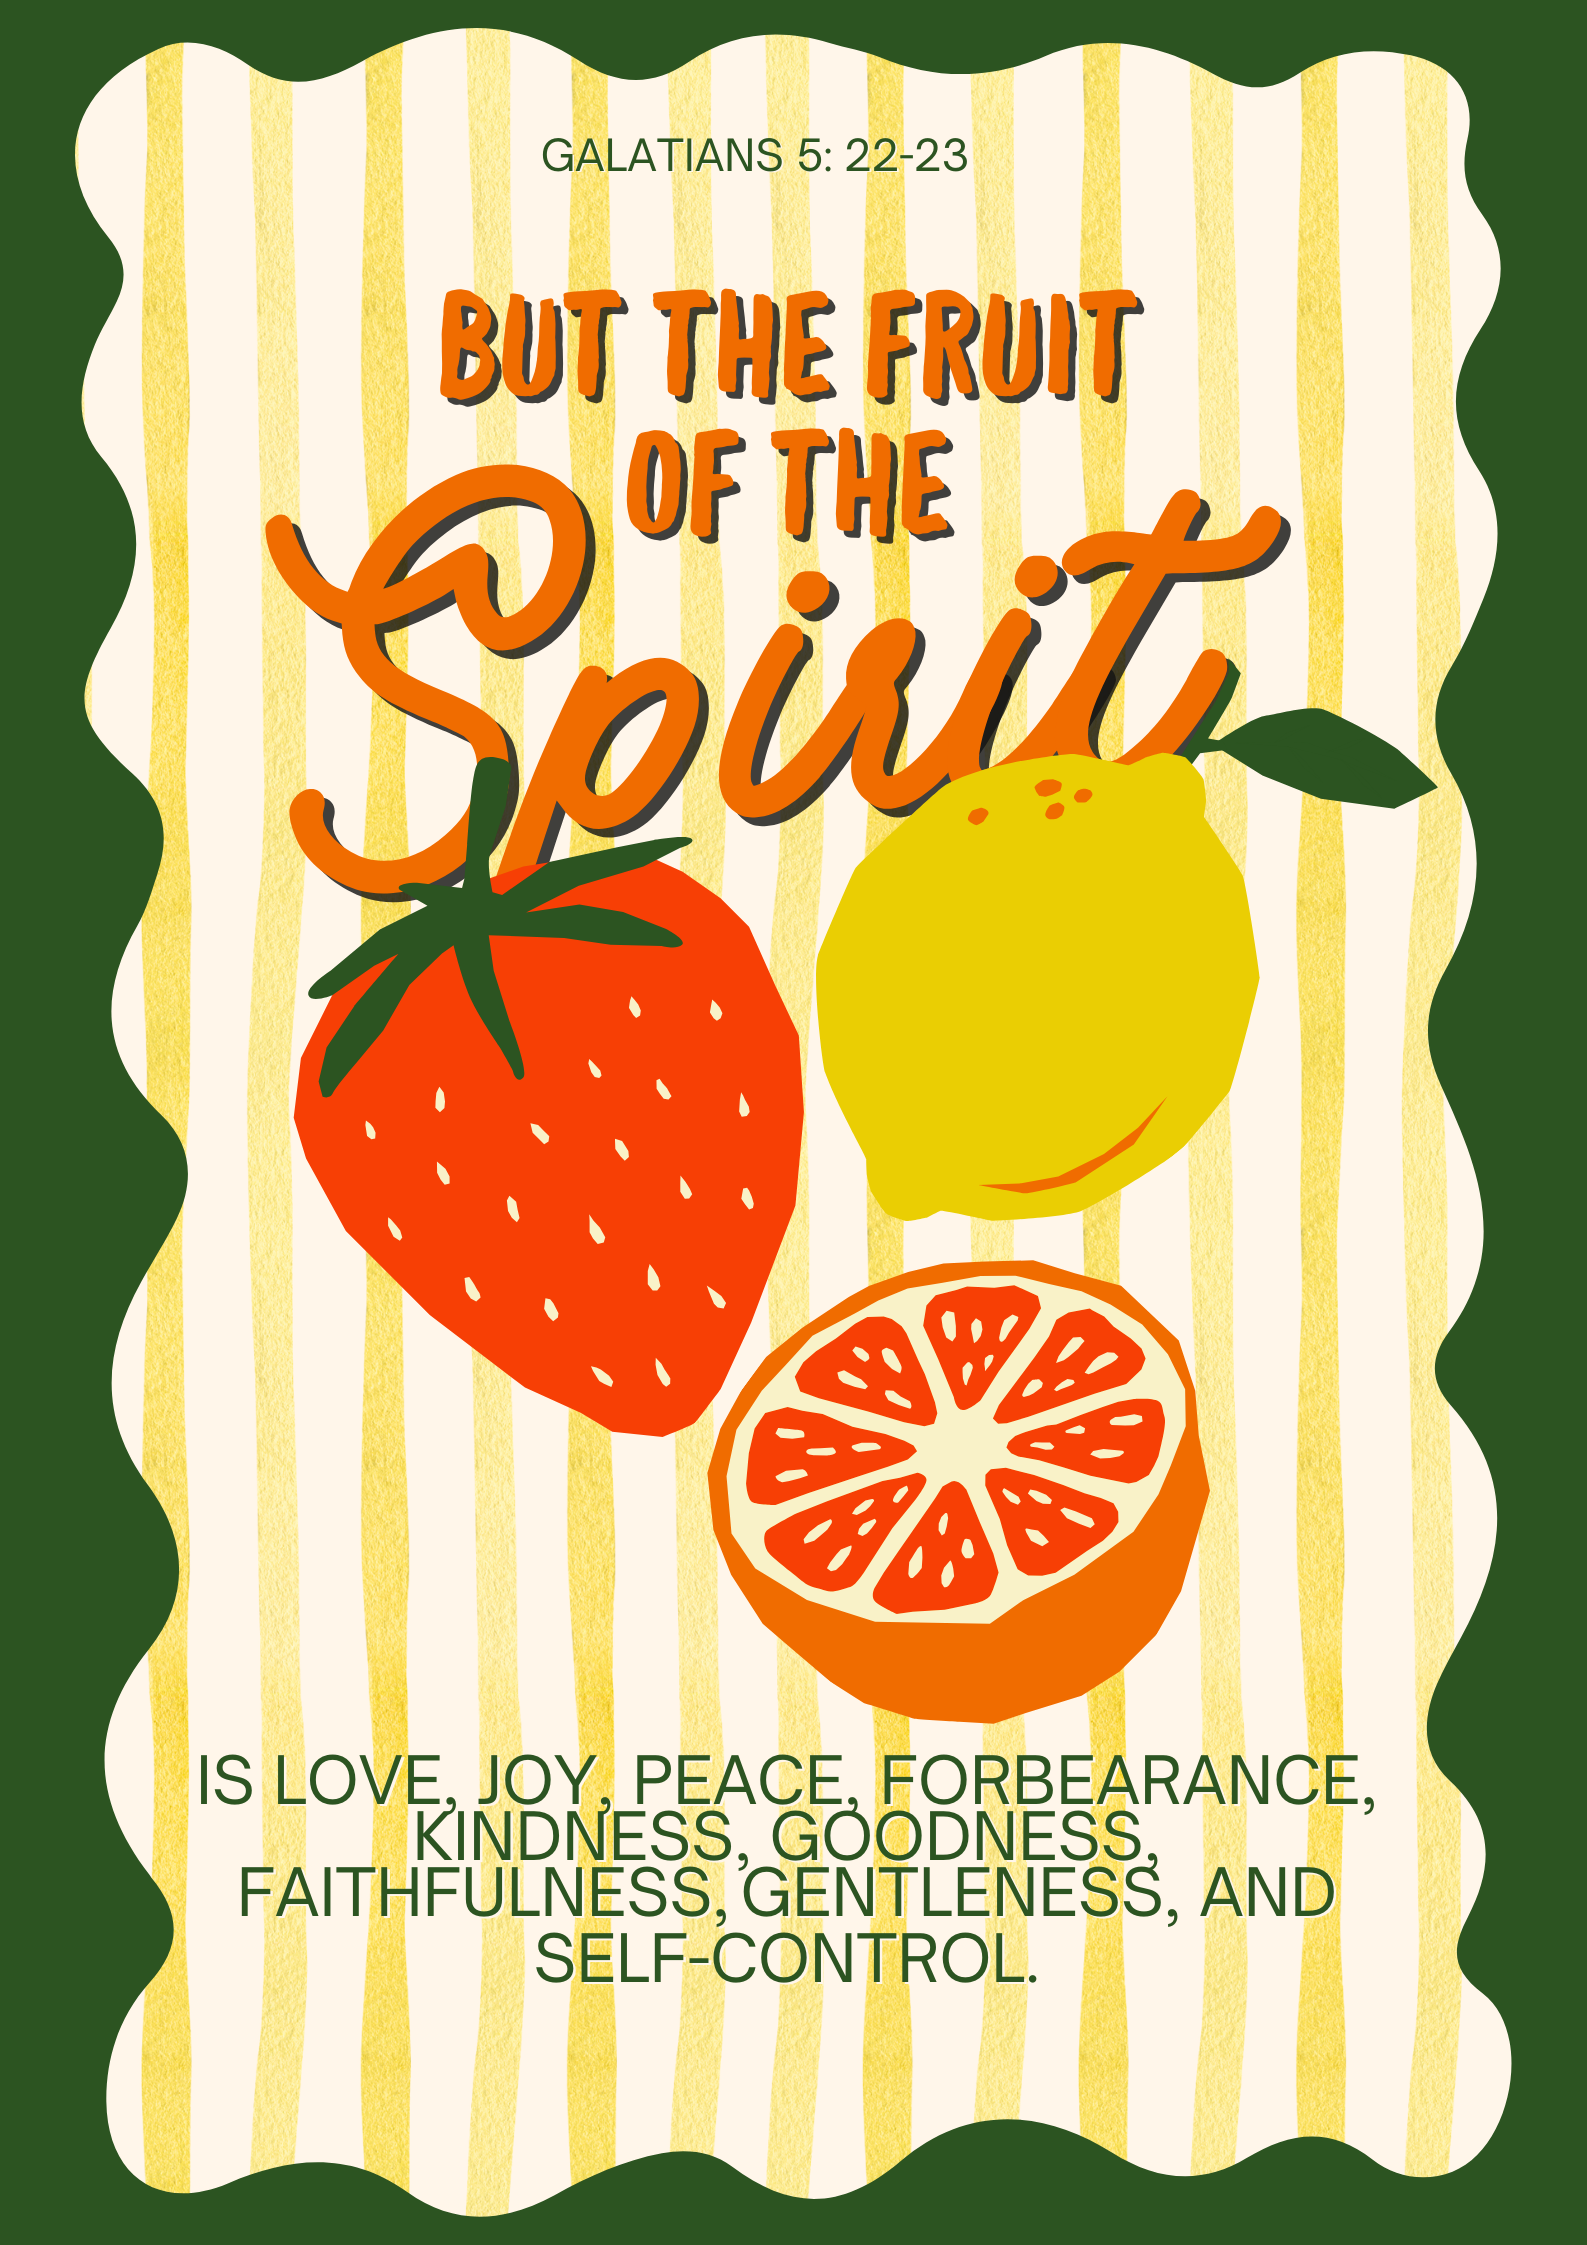 GALATIANS 5: 22-23
BUT THE FRUIT
OF THE
Spirit
IS LOVE, JOY, PEACE, FORBEARANCE,
KINDNESS, GOODNESS,
FAITHFULNESS, GENTLENESS, AND
SELF-CONTROL.